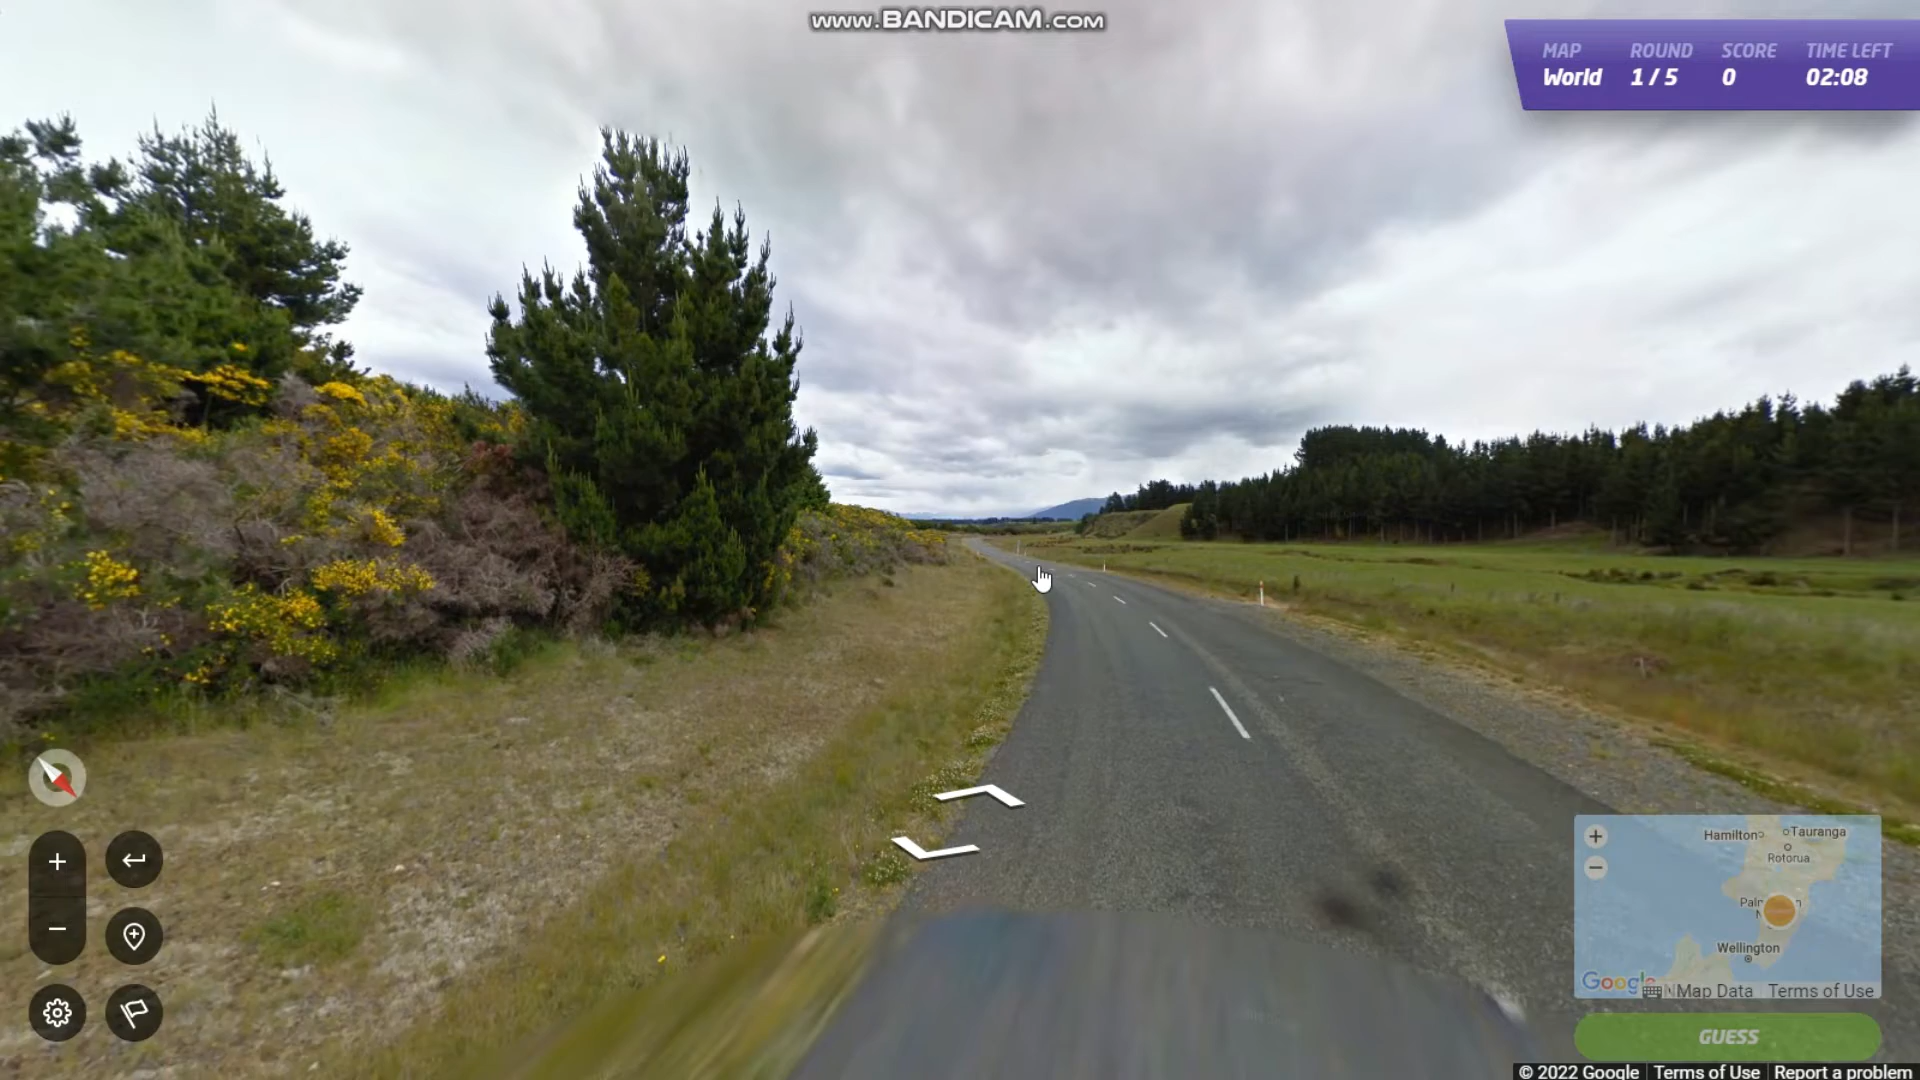 www.BANDICAM.com
MAP ROUND SCORE TIME LEFT
World 1 / 5 0 02:08
Hamilton Tauranga
Rotorua
Wellington
Google
Map Data Terms of Use
GUESS
© 2022 Google Terms of Use Report a problem